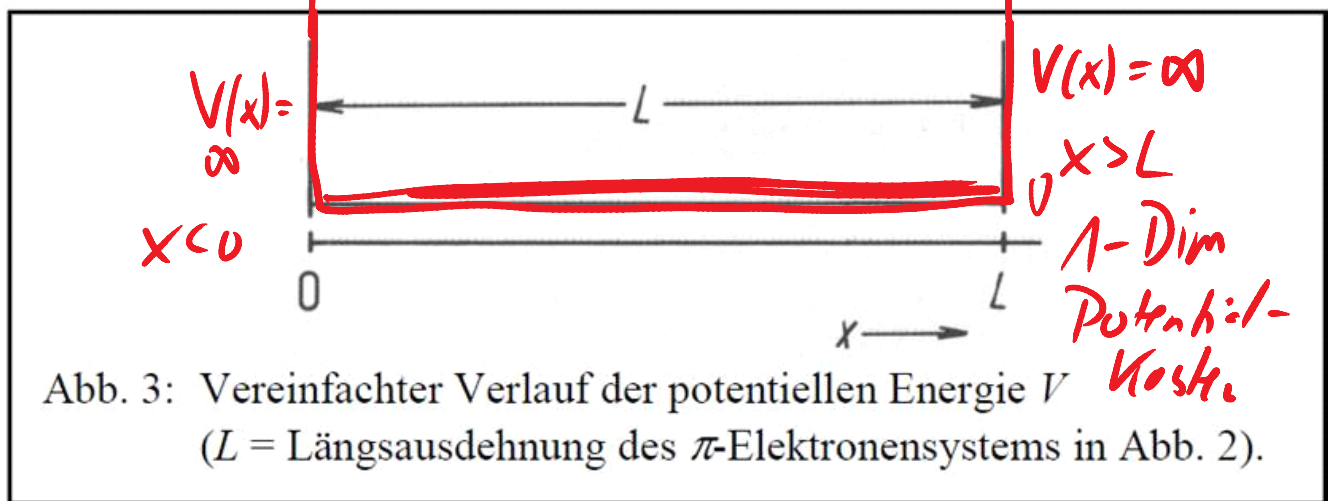 V(x)=
∞
x<0
L
V(x)=∞
x>L
0
1-Dim
Potential-
Kasten
0
L
x
Abb. 3: Vereinfachter Verlauf der potentiellen Energie V
(L = Längsausdehnung des π-Elektronensystems in Abb. 2).